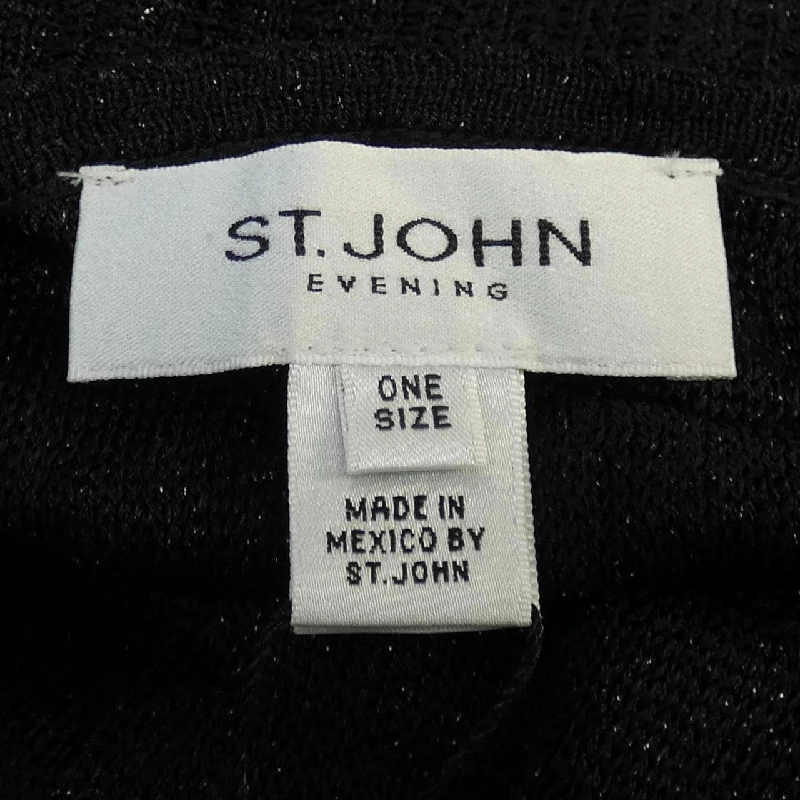 ST. JOHN
EVENING
ONE
SIZE
MADE IN
MEXICO BY
ST. JOHN